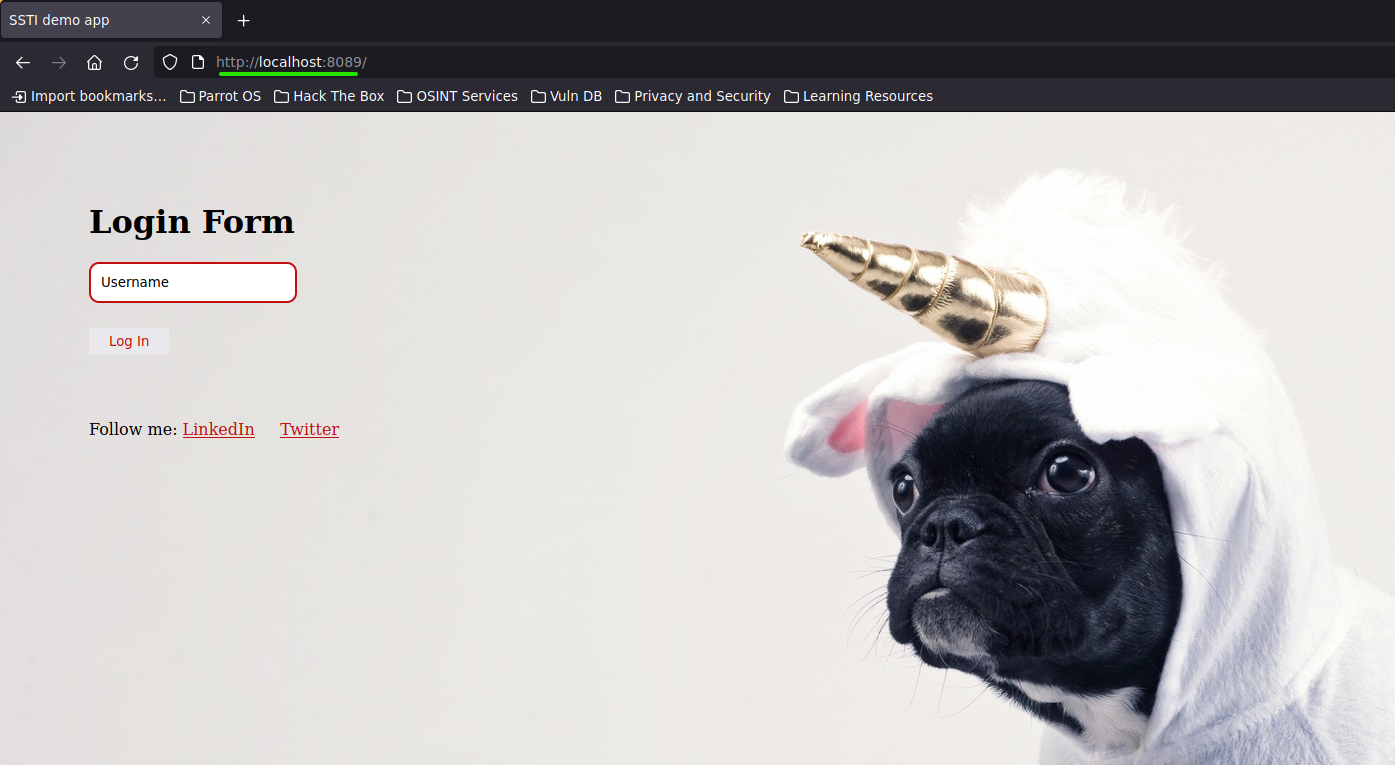 SSTI demo app
http://localhost:8089/
Import bookmarks... Parrot OS Hack The Box OSINT Services Vuln DB Privacy and Security Learning Resources
Login Form
Username
Log In
Follow me: LinkedIn Twitter